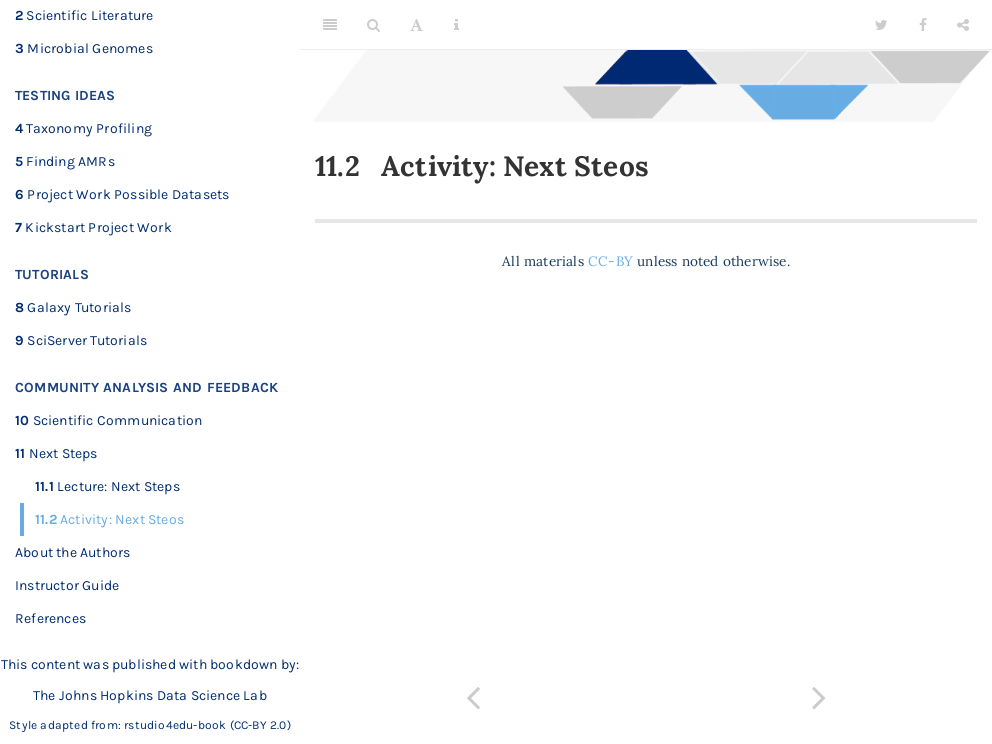 2 Scientific Literature
3 Microbial Genomes
TESTING IDEAS
4 Taxonomy Profiling
5 Finding AMRs
6 Project Work Possible Datasets
7 Kickstart Project Work
TUTORIALS
8 Galaxy Tutorials
9 SciServer Tutorials
COMMUNITY ANALYSIS AND FEEDBACK
10 Scientific Communication
11 Next Steps
11.1 Lecture: Next Steps
11.2 Activity: Next Steos
About the Authors
Instructor Guide
References
This content was published with bookdown by:
The Johns Hopkins Data Science Lab
Style adapted from: rstudio4edu-book (CC-BY 2.0)
11.2 Activity: Next Steos
All materials CC-BY unless noted otherwise.